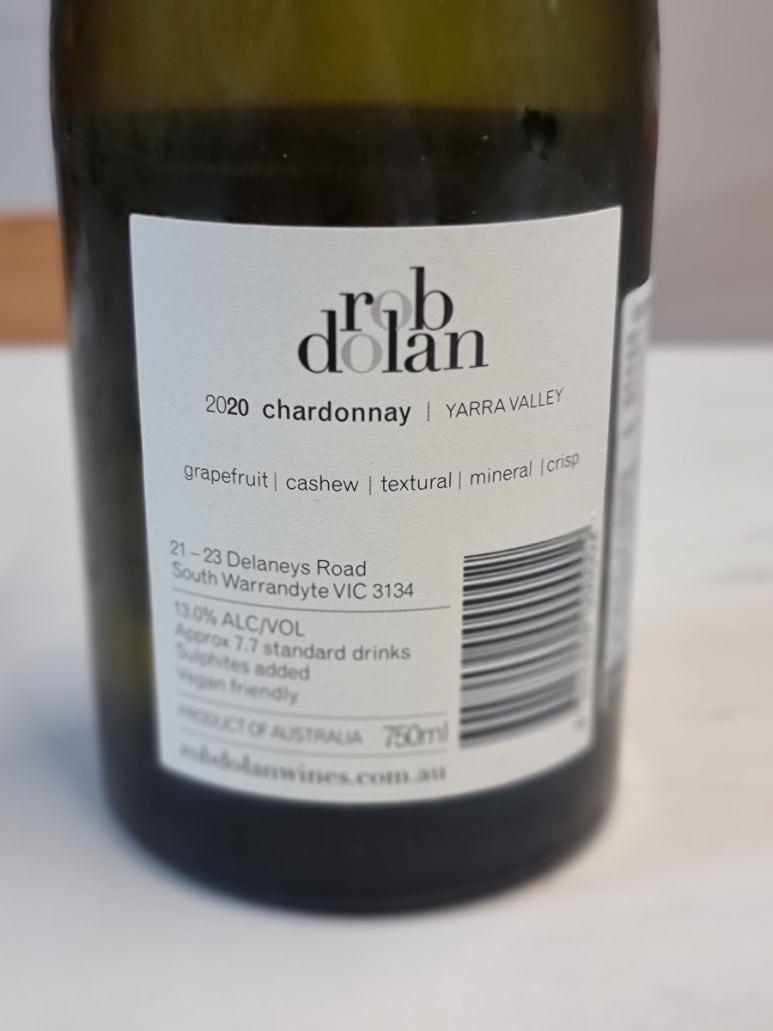 rob
dolan
2020 chardonnay | YARRA VALLEY
grapefruit | cashew | textural | mineral | crisp
21 – 23 Delaneys Road
South Warrandyte VIC 3134
13.0% ALC/VOL
Approx 7.7 standard drinks
Sulphites added
Vegan friendly
PRODUCT OF AUSTRALIA 750ml
robdolanwines.com.au